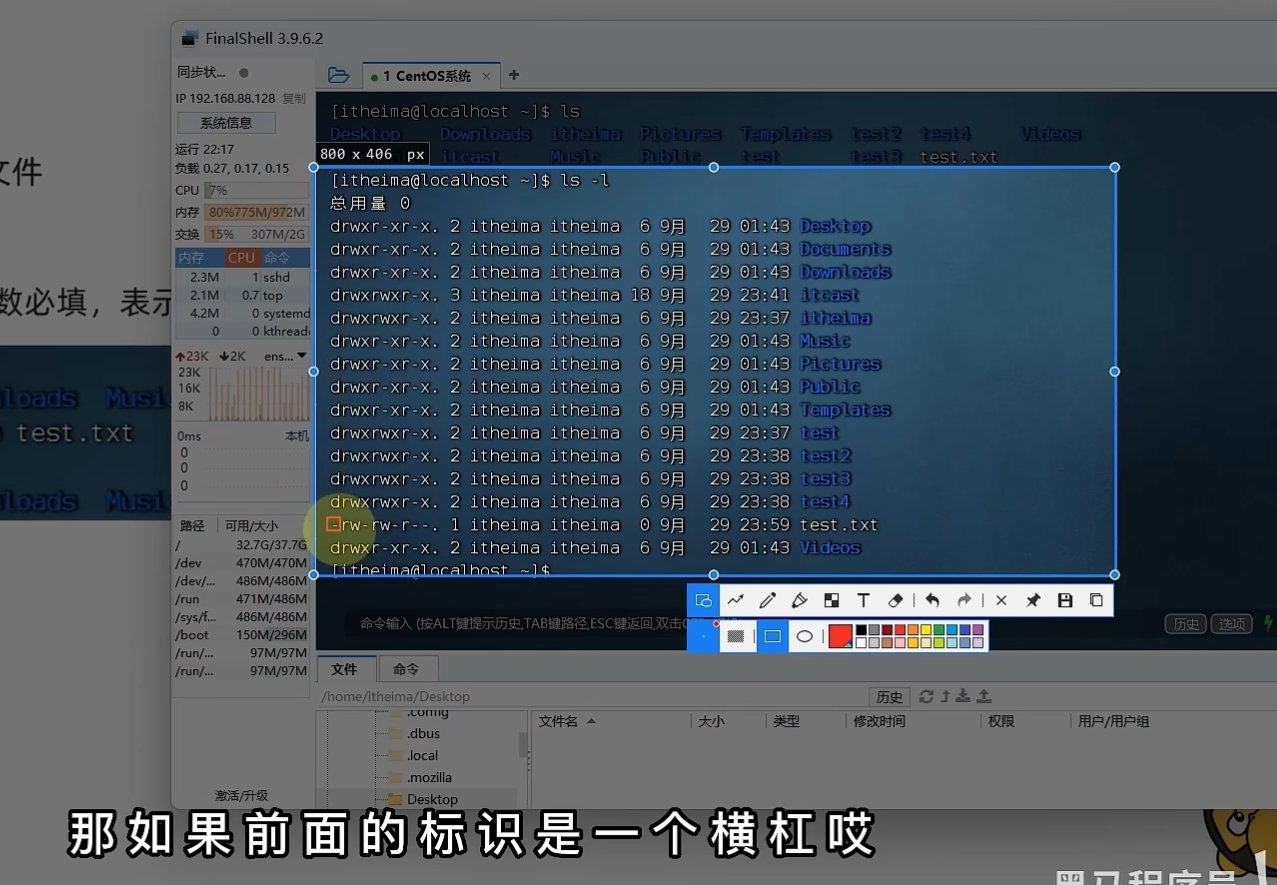 FinalShell 3.9.6.2
同步状...
1 CentOS系统
IP 192.168.88.128 复制
系统信息
运行 22:17
负载 0.27, 0.17, 0.15
CPU 7%
内存 80% 775M/972M
交换 15% 307M/2G
内存 CPU 命令
2.3M 1 sshd
2.1M 0.7 top
4.2M 0 systemd
0 0 kthread
23K 2K ens...
23K
16K
8K
0ms 本机
0
0
0
路径 可用/大小
/ 32.7G/37.7G
/dev 470M/470M
/dev/... 486M/486M
/run 471M/486M
/sys/f... 486M/486M
/boot 150M/296M
/run/... 97M/97M
/run/... 97M/97M
激活/升级
文件
数必填，表示
loads Musi
test.txt
loads Musi
[itheima@localhost ~]$ ls
Desktop Downloads itheima Pictures Templates test2 test4 Videos
itcast Music Public test test3 test.txt
800 x 406 px
[itheima@localhost ~]$ ls -l
总用量 0
drwxr-xr-x. 2 itheima itheima 6 9月 29 01:43 Desktop
drwxr-xr-x. 2 itheima itheima 6 9月 29 01:43 Documents
drwxr-xr-x. 2 itheima itheima 6 9月 29 01:43 Downloads
drwxrwxr-x. 3 itheima itheima 18 9月 29 23:41 itcast
drwxrwxr-x. 2 itheima itheima 6 9月 29 23:37 itheima
drwxr-xr-x. 2 itheima itheima 6 9月 29 01:43 Music
drwxr-xr-x. 2 itheima itheima 6 9月 29 01:43 Pictures
drwxr-xr-x. 2 itheima itheima 6 9月 29 01:43 Public
drwxr-xr-x. 2 itheima itheima 6 9月 29 01:43 Templates
drwxrwxr-x. 2 itheima itheima 6 9月 29 23:37 test
drwxrwxr-x. 2 itheima itheima 6 9月 29 23:38 test2
drwxrwxr-x. 2 itheima itheima 6 9月 29 23:38 test3
drwxrwxr-x. 2 itheima itheima 6 9月 29 23:38 test4
-rw-rw-r--. 1 itheima itheima 0 9月 29 23:59 test.txt
drwxr-xr-x. 2 itheima itheima 6 9月 29 01:43 Videos
[itheima@localhost ~]$
命令输入 (按ALT键提示历史,TAB键路径,ESC键返回,双击C
历史 选项
文件 命令
/home/itheima/Desktop 历史
.config
.dbus
.local
.mozilla
Desktop
文件名 大小 类型 修改时间 权限 用户/用户组
那如果前面的标识是一个横杠哎
黑马程序员